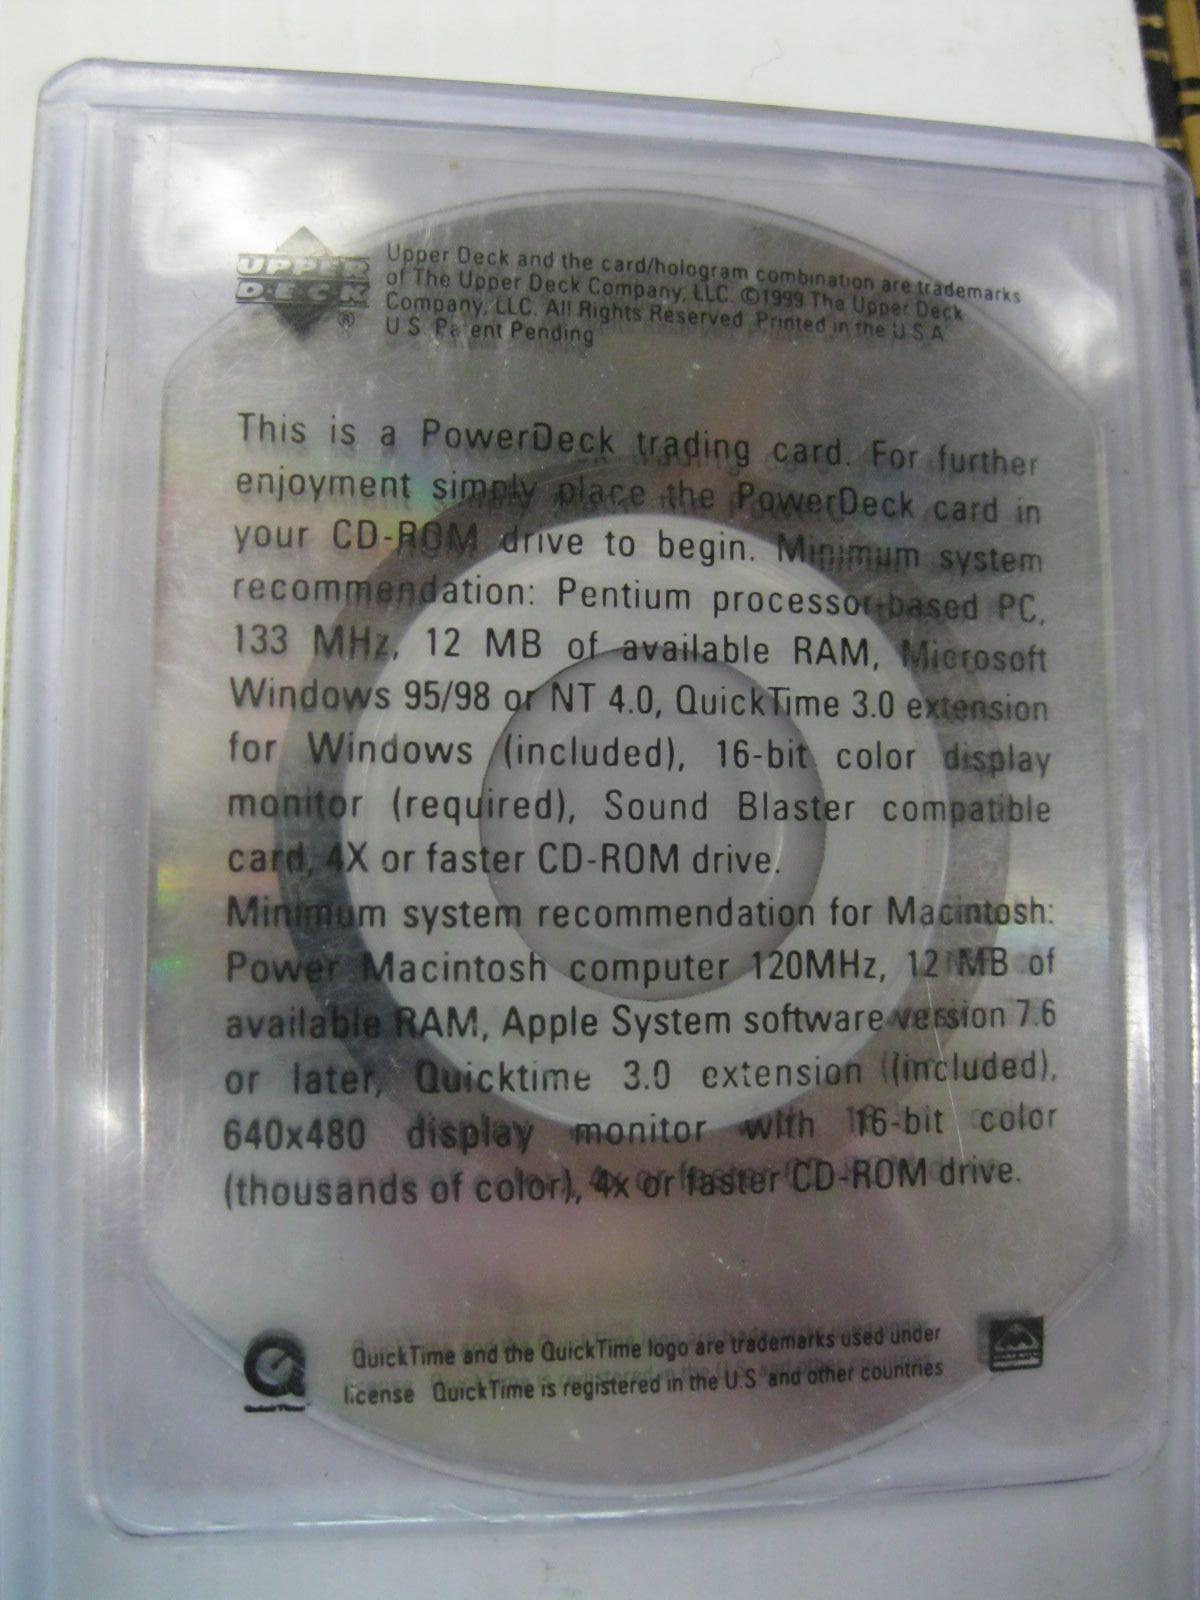 UPPER
D·E·C·K
®
Upper Deck and the card/hologram combination are trademarks
of The Upper Deck Company, LLC. ©1999 The Upper Deck
Company, LLC. All Rights Reserved. Printed in the U.S.A.
U.S. Patent Pending
This is a PowerDeck trading card. For further
enjoyment simply place the PowerDeck card in
your CD-ROM drive to begin. Minimum system
recommendation: Pentium processor-based PC,
133 MHz, 12 MB of available RAM, Microsoft
Windows 95/98 or NT 4.0, QuickTime 3.0 extension
for Windows (included), 16-bit color display
monitor (required), Sound Blaster compatible
card, 4X or faster CD-ROM drive.
Minimum system recommendation for Macintosh:
Power Macintosh computer 120MHz, 12 MB of
available RAM, Apple System software version 7.6
or later, Quicktime 3.0 extension (included),
640x480 display monitor with 16-bit color
(thousands of color), 4x or faster CD-ROM drive.
QuickTime and the QuickTime logo are trademarks used under
license QuickTime is registered in the U.S. and other countries
QuickTime